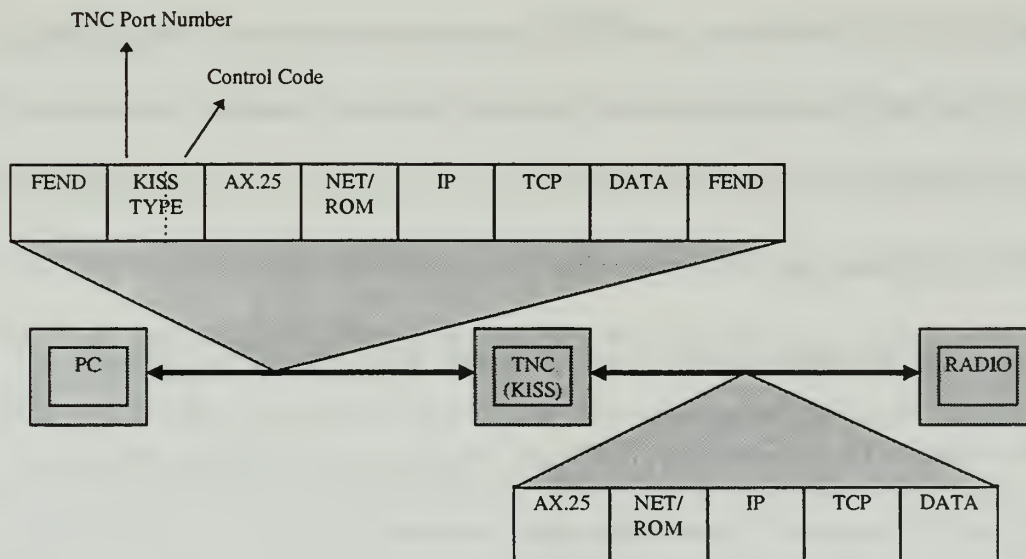 TNC Port Number
Control Code
FEND
KISS
TYPE
AX.25
NET/
ROM
IP
TCP
DATA
FEND
PC
TNC
(KISS)
RADIO
AX.25
NET/
ROM
IP
TCP
DATA